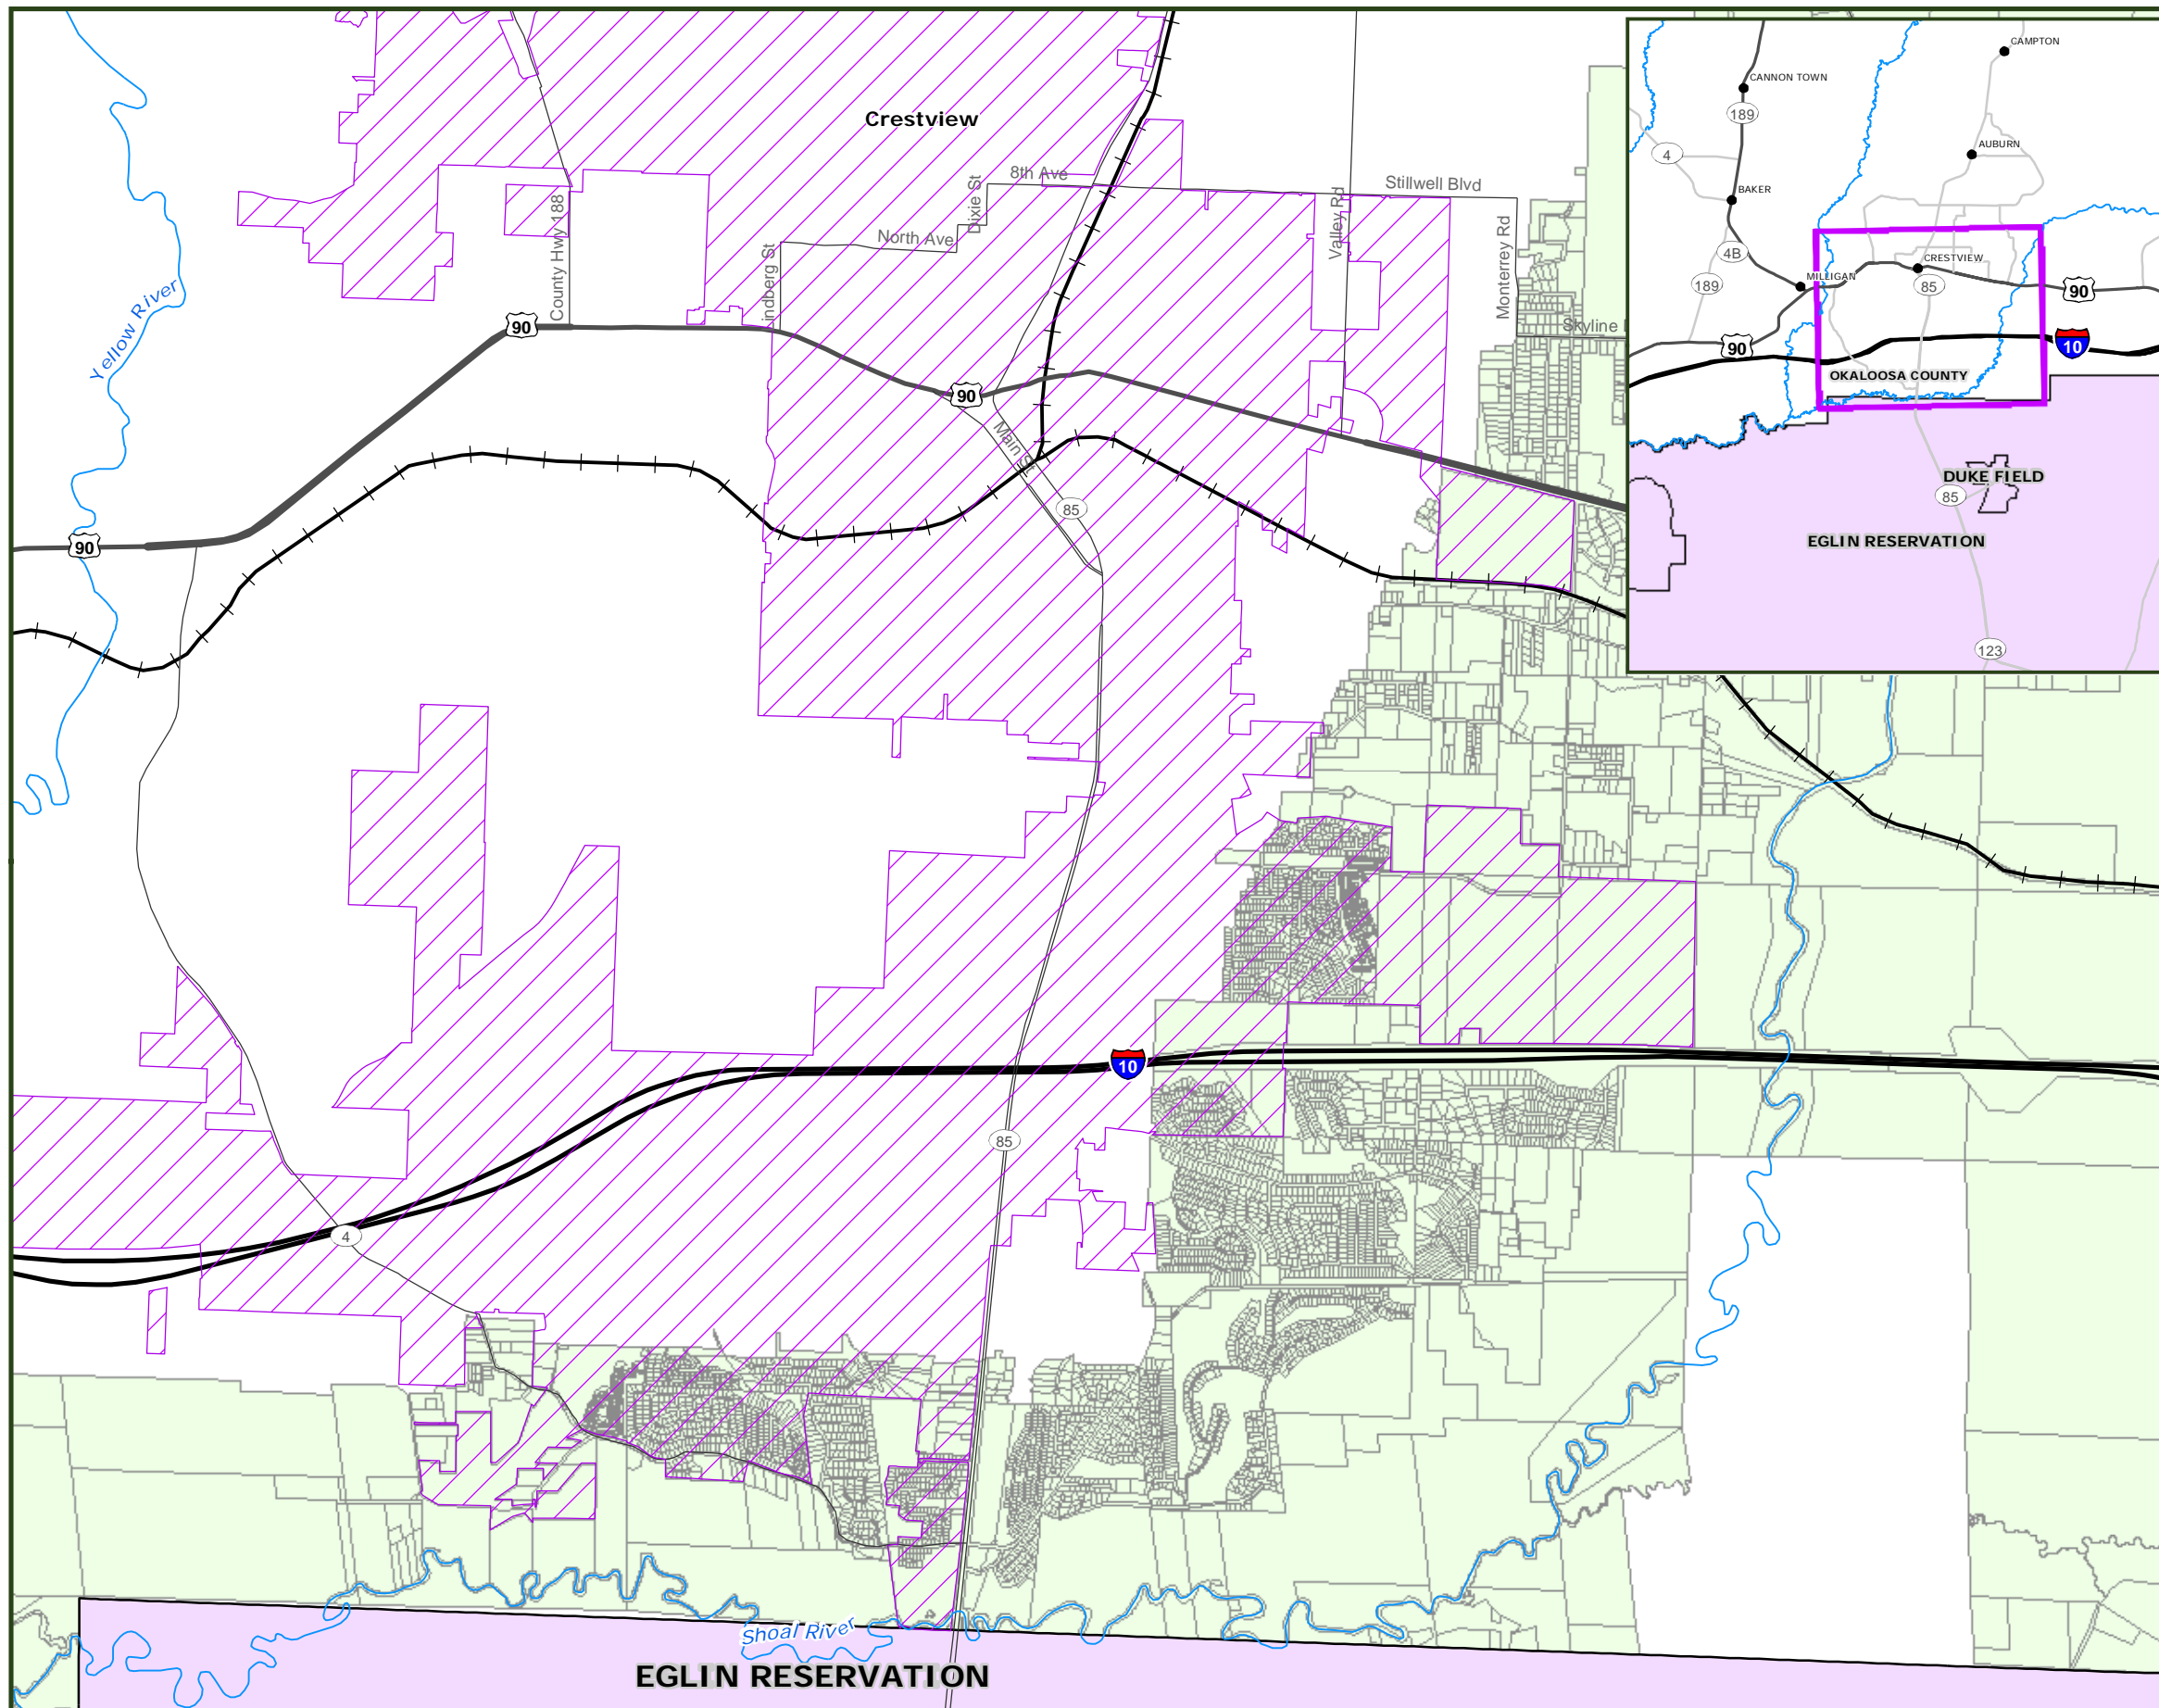 Crestview
8th Ave
Stillwell Blvd
Dixie St
North Ave
County Hwy 188
indberg St
Valley Rd
Monterrey Rd
Skyline
90
90
90
Yellow River
Main St
85
10
85
4
Shoal River
EGLIN RESERVATION
CAMPTON
CANNON TOWN
189
4
AUBURN
BAKER
4B
CRESTVIEW
MILLIGAN
189
85
90
90
10
OKALOOSA COUNTY
DUKE FIELD
85
EGLIN RESERVATION
123